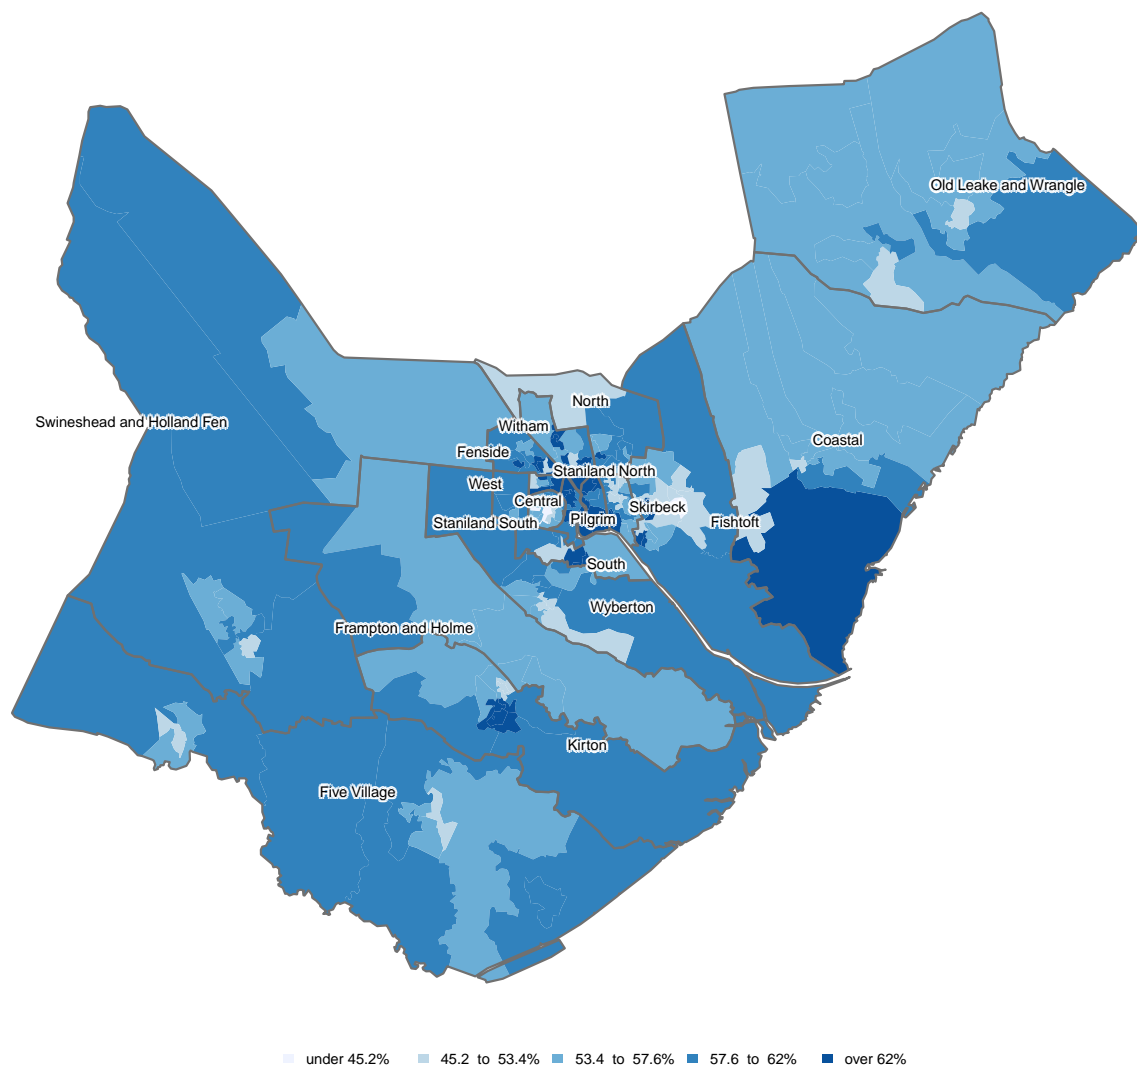 Old Leake and Wrangle
North
Swineshead and Holland Fen
Witham
Coastal
Fenside
Staniland North
West
Central
Skirbeck
Staniland South
Pilgrim
Fishtoft
South
Wyberton
Frampton and Holme
Kirton
Five Village
under 45.2% 45.2 to 53.4% 53.4 to 57.6% 57.6 to 62% over 62%